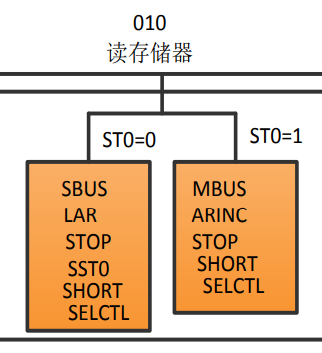 010
读存储器
ST0=0
ST0=1
SBUS
LAR
STOP
SST0
SHORT
SELCTL
MBUS
ARINC
STOP
SHORT
SELCTL